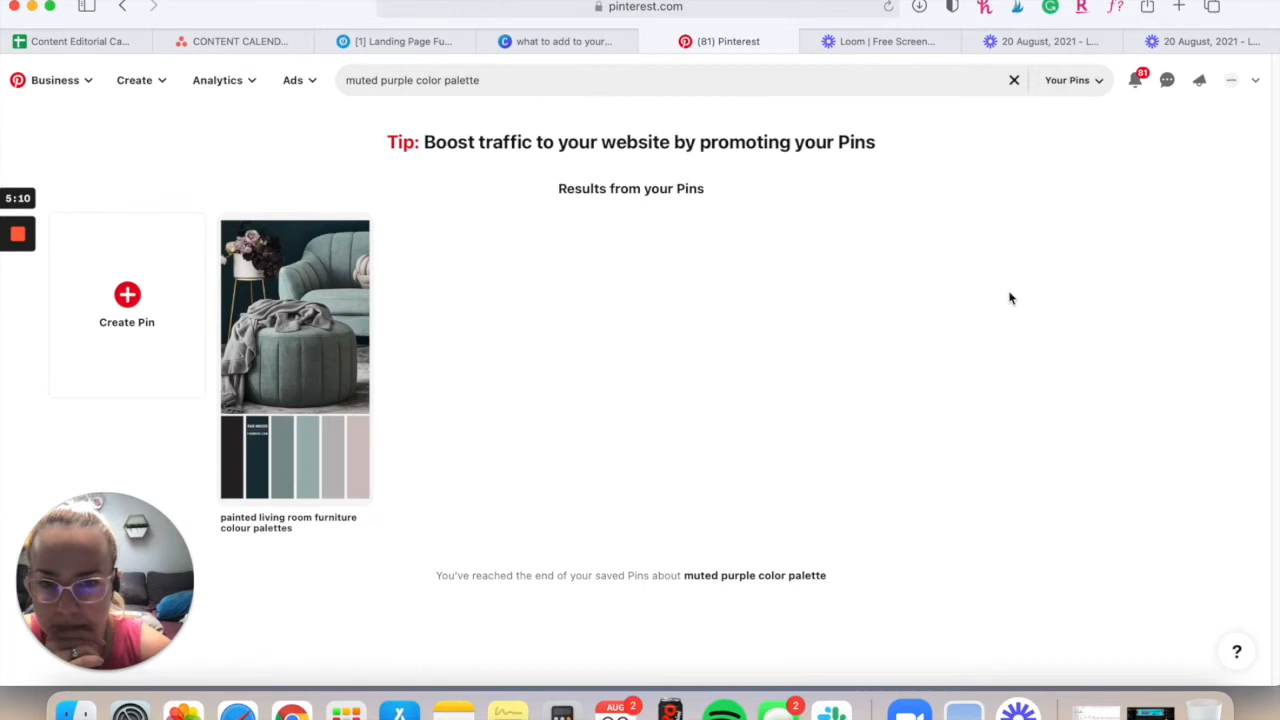 pinterest.com
Content Editorial Ca...
CONTENT CALEND...
[1] Landing Page Fu...
what to add to your...
(81) Pinterest
Loom | Free Screen...
20 August, 2021 - L...
20 August, 2021 - L...
Business
Create
Analytics
Ads
muted purple color palette
Your Pins
81
Tip: Boost traffic to your website by promoting your Pins
Results from your Pins
5:10
Create Pin
painted living room furniture
colour palettes
You've reached the end of your saved Pins about muted purple color palette
?
AUG
2
2